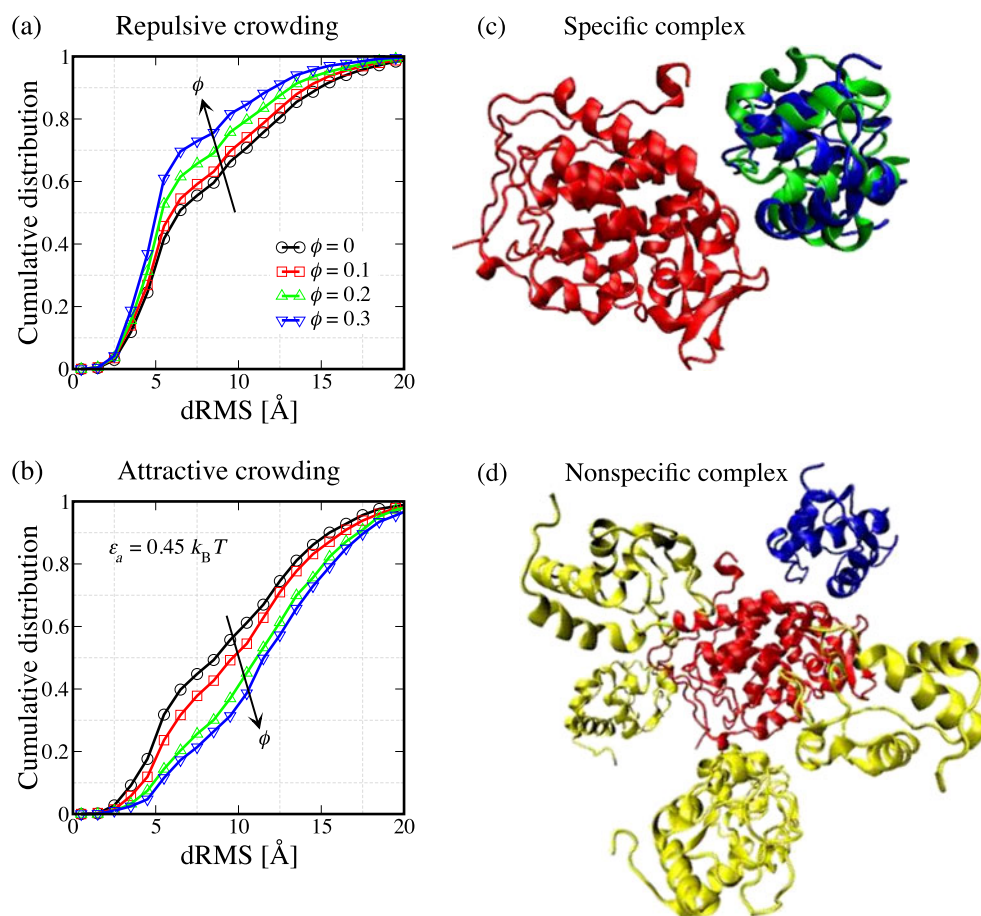 (a) Repulsive crowding
1
0.8
0.6
0.4
0.2
0
Cumulative distribution
ϕ
ϕ = 0
ϕ = 0.1
ϕ = 0.2
ϕ = 0.3
0 5 10 15 20
dRMS [Å]
(b) Attractive crowding
1
0.8
0.6
0.4
0.2
0
Cumulative distribution
εₐ = 0.45 k_B T
ϕ
0 5 10 15 20
dRMS [Å]
(c) Specific complex
(d) Nonspecific complex